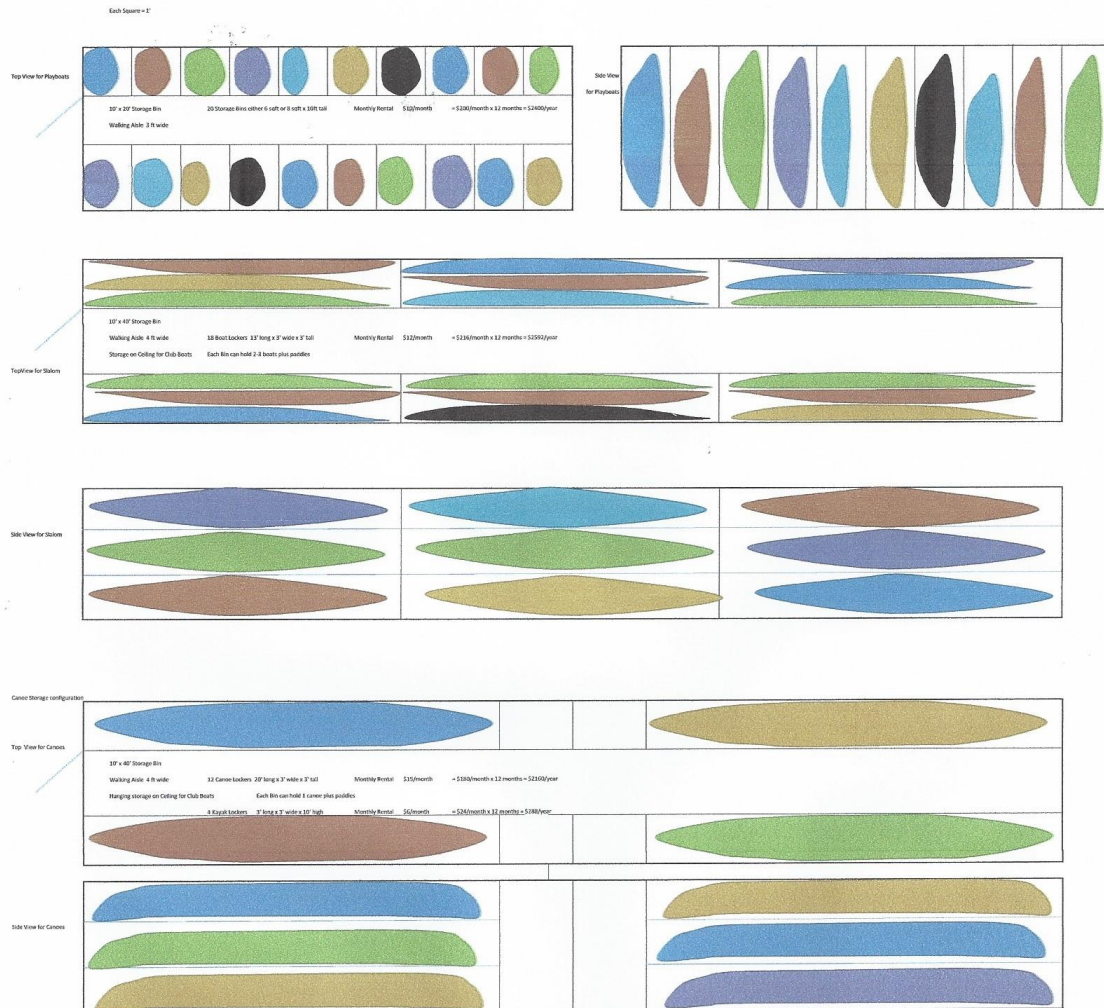 Each Square = 1'
Top View for Playboats
10' x 20' Storage Bin
20 Storage Bins either 6 sqft or 8 sqft x 10ft tall
Monthly Rental
$10/month
= $200/month x 12 months = $2400/year
Walking Aisle 3 ft wide
Side View
for Playboats
10' x 40' Storage Bin
Walking Aisle 4 ft wide
18 Boat Lockers 13' long x 3' wide x 3' tall
Monthly Rental
$12/month
= $216/month x 12 months = $2592/year
Storage on Ceiling for Club Boats
Each Bin can hold 2-3 boats plus paddles
TopView for Slalom
Side View for Slalom
Canoe Storage configuration
Top View for Canoes
10' x 40' Storage Bin
Walking Aisle 4 ft wide
12 Canoe Lockers 20' long x 3' wide x 3' tall
Monthly Rental
$15/month
= $180/month x 12 months = $2160/year
Hanging storage on Ceiling for Club Boats
Each Bin can hold 1 canoe plus paddles
4 Kayak Lockers 3' long x 3' wide x 10' high
Monthly Rental
$6/month
= $24/month x 12 months = $288/year
Side View for Canoes